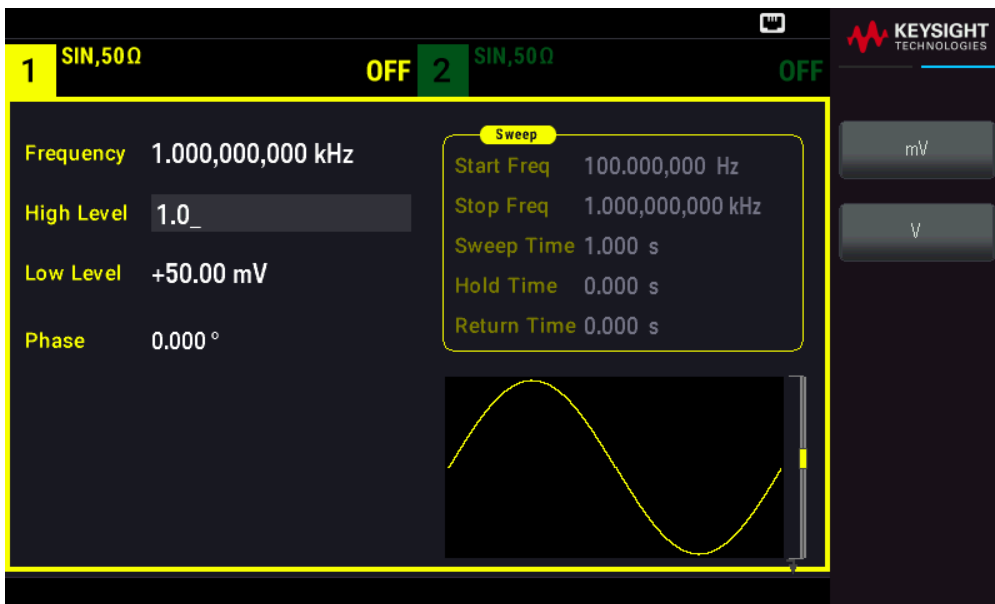 KEYSIGHT
TECHNOLOGIES
1 SIN,50Ω OFF
2 SIN,50Ω OFF
Frequency 1.000,000,000 kHz
High Level 1.0_
Low Level +50.00 mV
Phase 0.000 °
Sweep
Start Freq 100.000,000 Hz
Stop Freq 1.000,000,000 kHz
Sweep Time 1.000 s
Hold Time 0.000 s
Return Time 0.000 s
mV
V